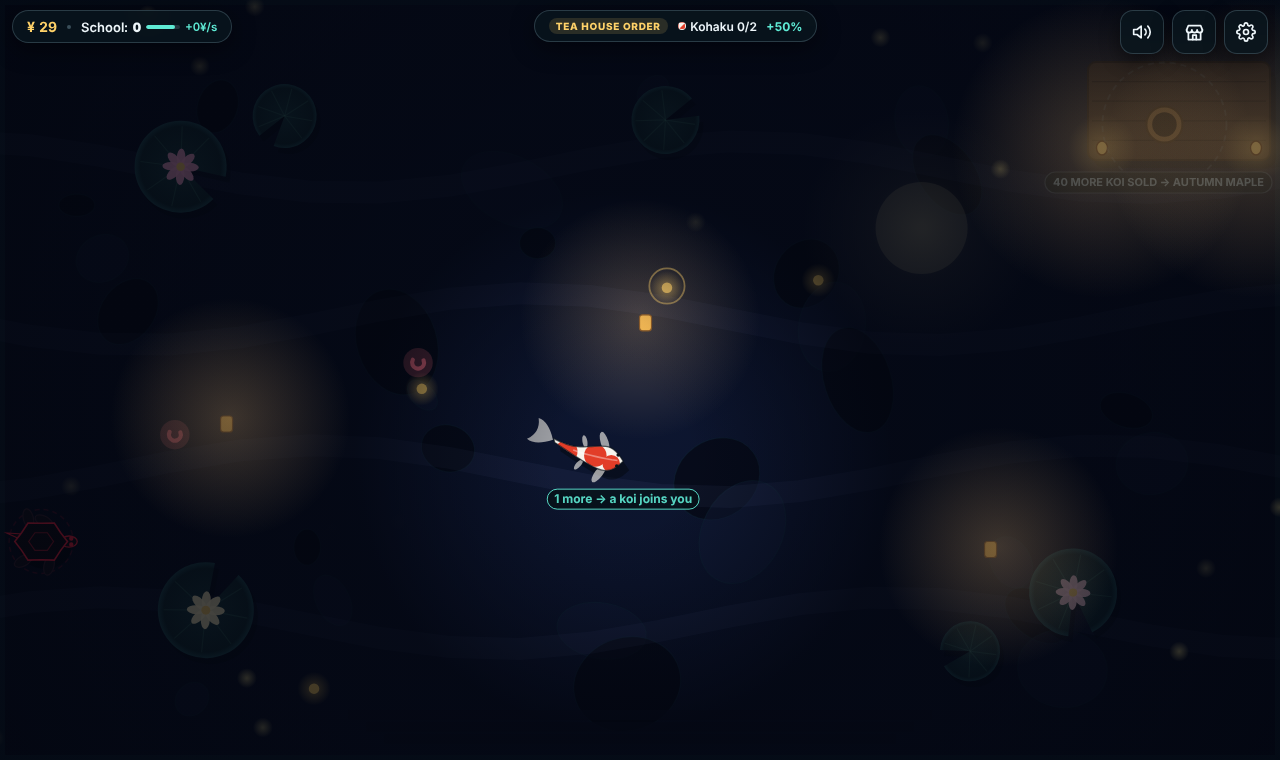 ¥ 29 • School: 0 +0¥/s
TEA HOUSE ORDER Kohaku 0/2 +50%
40 MORE KOI SOLD → AUTUMN MAPLE
1 more → a koi joins you